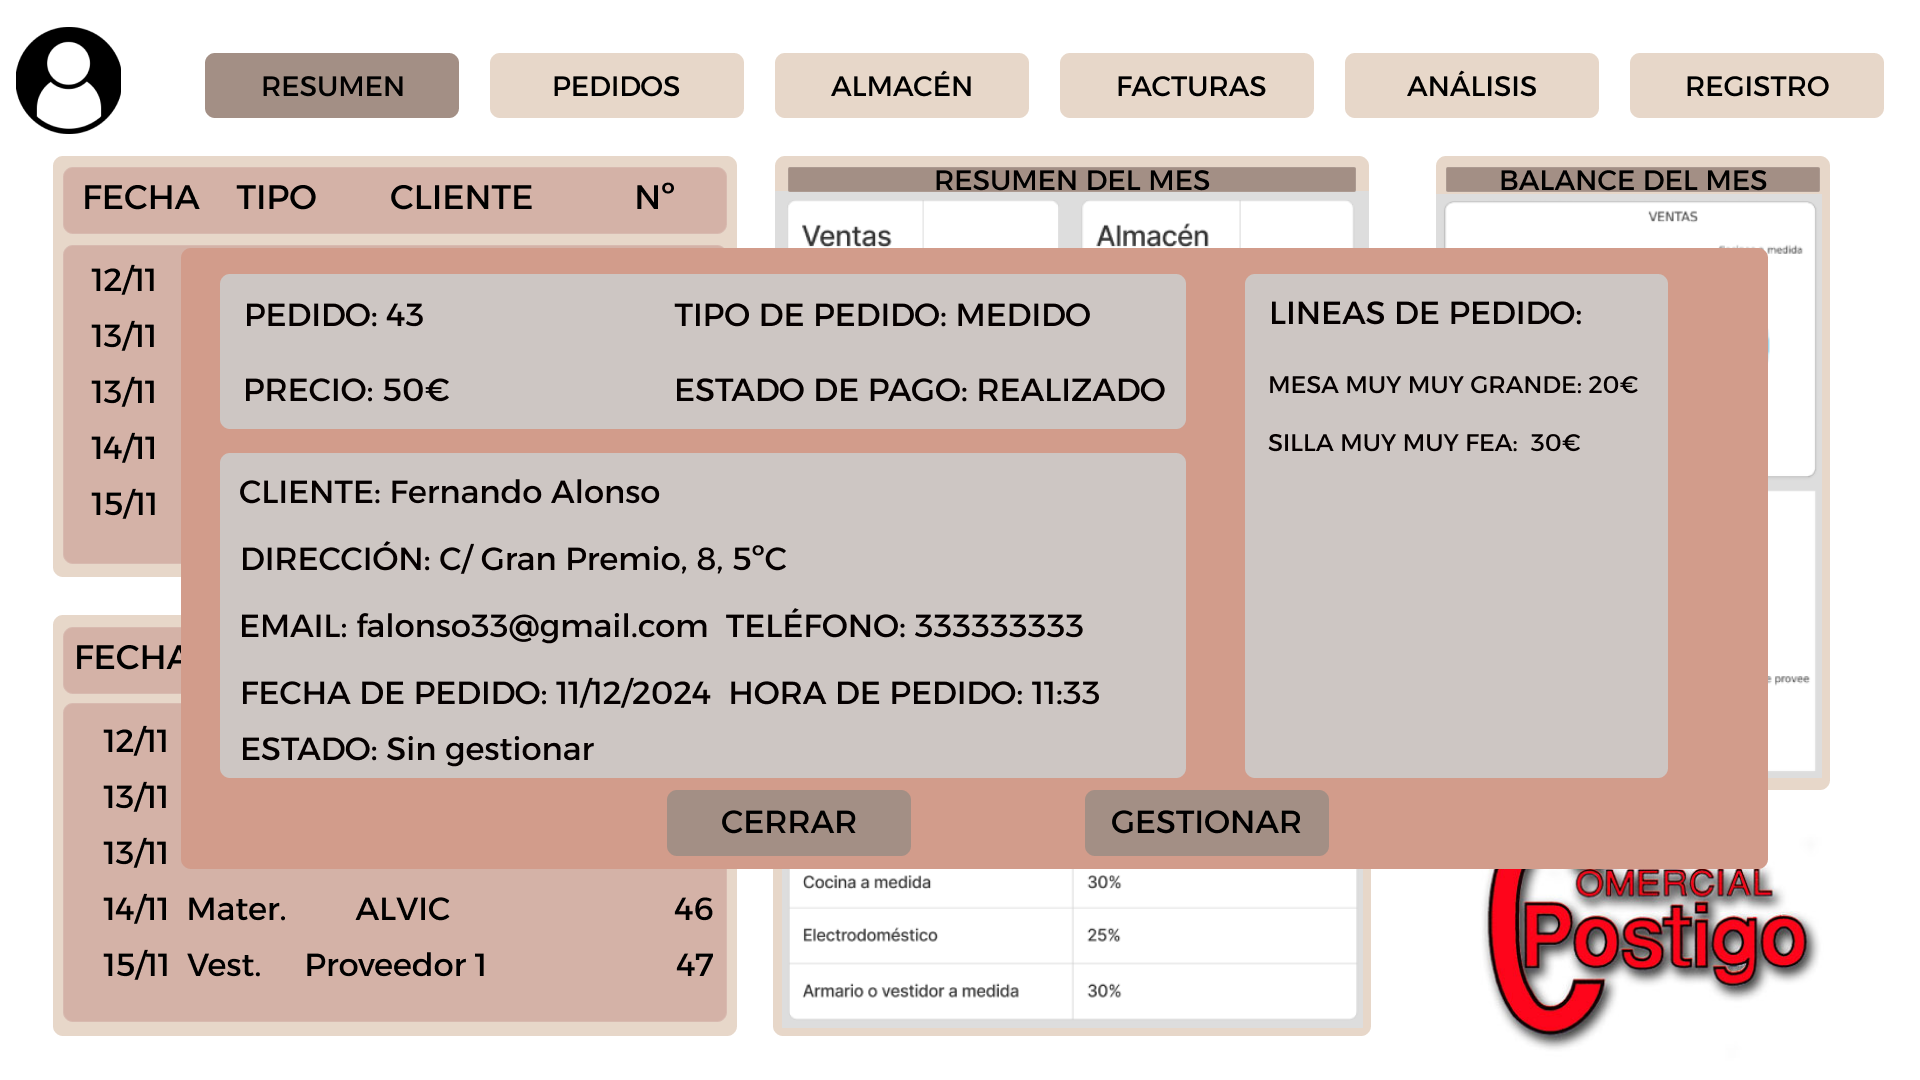 RESUMEN
PEDIDOS
ALMACÉN
FACTURAS
ANÁLISIS
REGISTRO
FECHA TIPO CLIENTE Nº
12/11
13/11
13/11
14/11
15/11
RESUMEN DEL MES
Ventas
Almacén
BALANCE DEL MES
VENTAS
medida
PEDIDO: 43
TIPO DE PEDIDO: MEDIDO
PRECIO: 50€
ESTADO DE PAGO: REALIZADO
CLIENTE: Fernando Alonso
DIRECCIÓN: C/ Gran Premio, 8, 5ºC
EMAIL: falonso33@gmail.com TELÉFONO: 333333333
FECHA DE PEDIDO: 11/12/2024 HORA DE PEDIDO: 11:33
ESTADO: Sin gestionar
LINEAS DE PEDIDO:
MESA MUY MUY GRANDE: 20€
SILLA MUY MUY FEA: 30€
provee
CERRAR
GESTIONAR
FECHA
12/11
13/11
13/11
14/11 Mater. ALVIC 46
15/11 Vest. Proveedor 1 47
Cocina a medida 30%
Electrodoméstico 25%
Armario o vestidor a medida 30%
COMERCIAL
Postigo